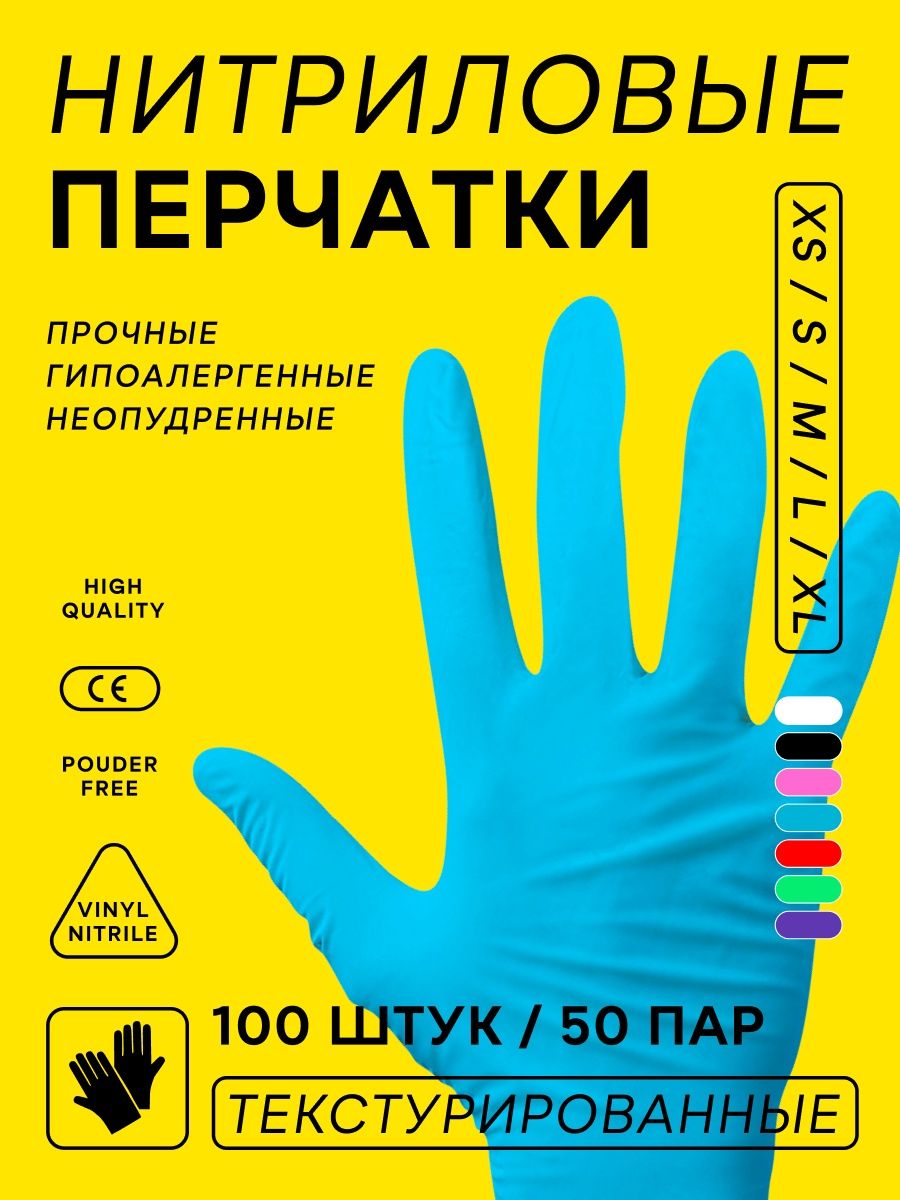 НИТРИЛОВЫЕ
ПЕРЧАТКИ
XS / S / M / L / XL
ПРОЧНЫЕ
ГИПОАЛЕРГЕННЫЕ
НЕОПУДРЕННЫЕ
HIGH
QUALITY
CE
POUDER
FREE
VINYL
NITRILE
100 ШТУК / 50 ПАР
ТЕКСТУРИРОВАННЫЕ